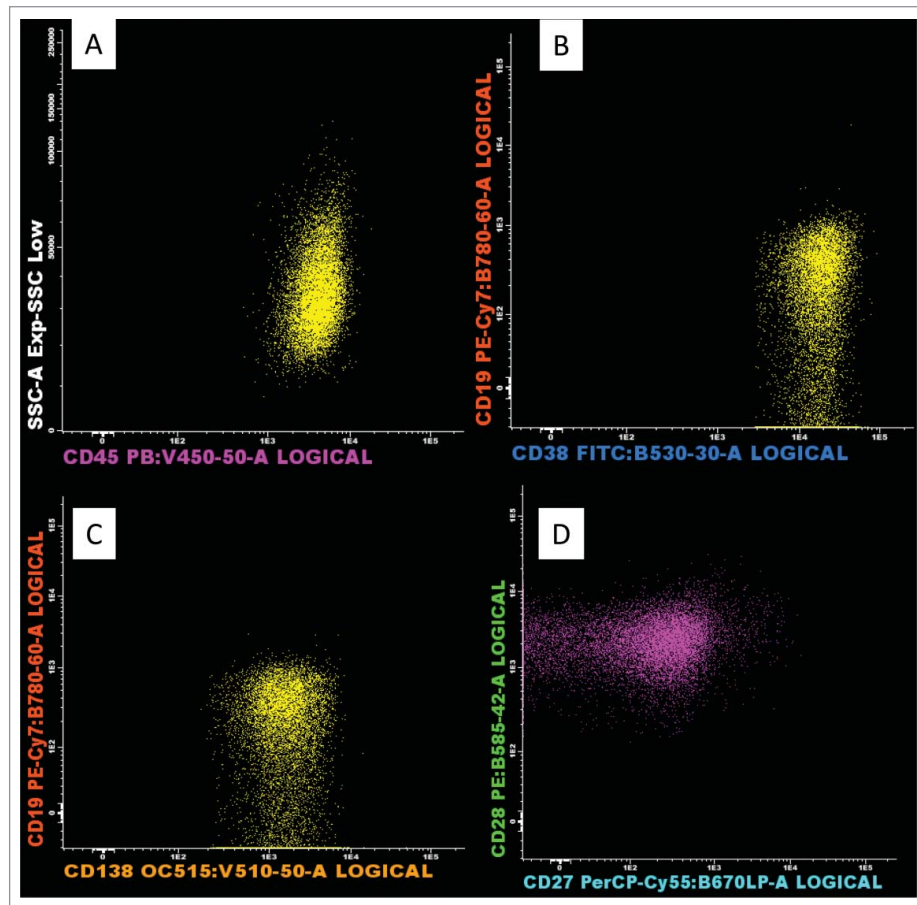 A
SSC-A Exp-SSC Low
250000
150000
100000
50000
0
0 1E2 1E3 1E4 1E5
CD45 PB:V450-50-A LOGICAL
B
CD19 PE-Cy7:B780-60-A LOGICAL
1E5
1E4
1E3
1E2
0
0 1E2 1E3 1E4 1E5
CD38 FITC:B530-30-A LOGICAL
C
CD19 PE-Cy7:B780-60-A LOGICAL
1E5
1E4
1E3
1E2
0
0 1E2 1E3 1E4 1E5
CD138 OC515:V510-50-A LOGICAL
D
CD28 PE:B585-42-A LOGICAL
1E5
1E4
1E3
1E2
0
0 1E2 1E3 1E4 1E5
CD27 PerCP-Cy55:B670LP-A LOGICAL